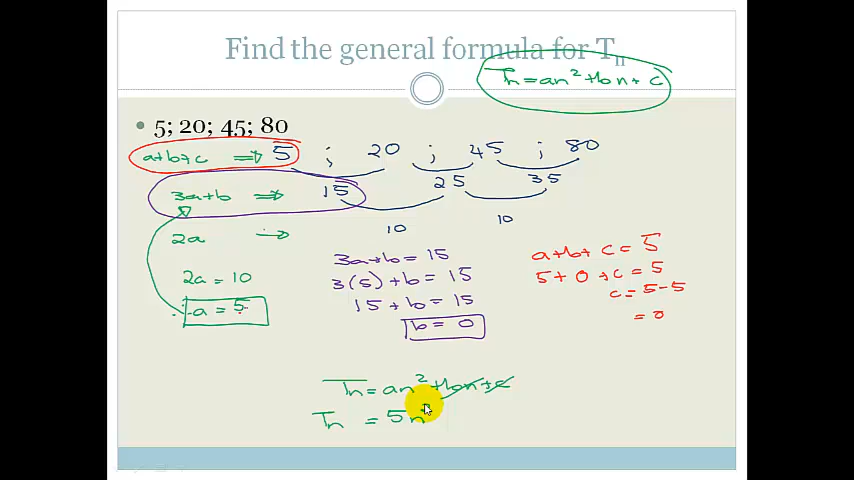 Find the general formula for Tn
Tn = an² + bn + c
• 5; 20; 45; 80
a+b+c ⇒ 5 ; 20 ; 45 ; 80
3a+b ⇒ 15 25 35
2a → 10 10
2a = 10
∴ a = 5
3a+b = 15
3(5) + b = 15
15 + b = 15
b = 0
a+b+c = 5
5 + 0 + c = 5
c = 5-5
= 0
Tn = an² + bn + c
Tn = 5n